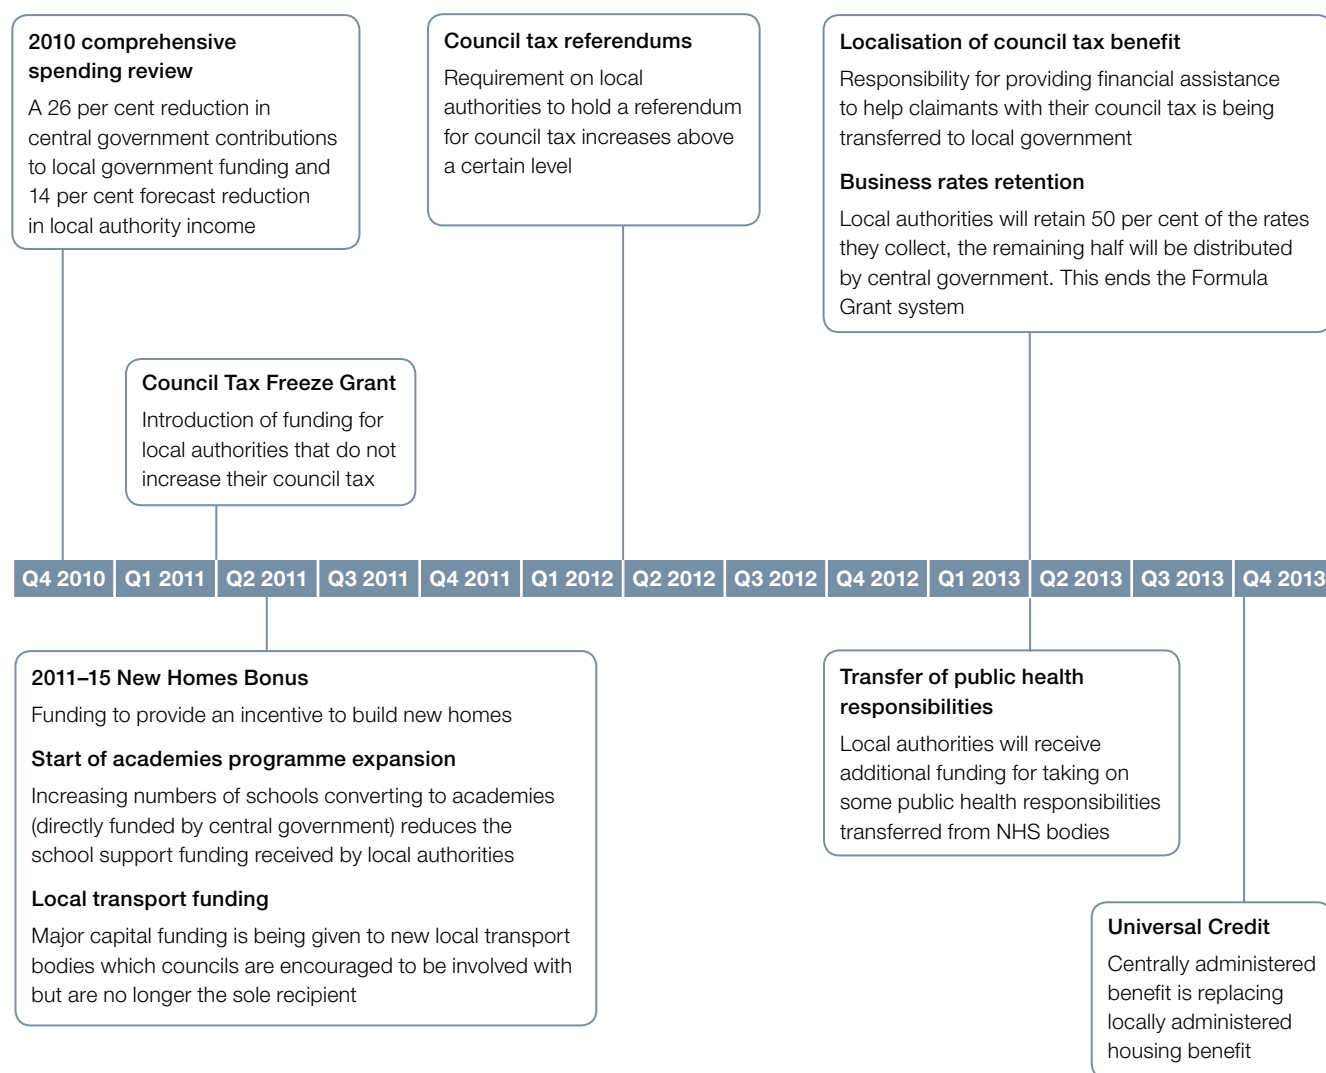 2010 comprehensive
spending review
A 26 per cent reduction in
central government contributions
to local government funding and
14 per cent forecast reduction
in local authority income
Council tax referendums
Requirement on local
authorities to hold a referendum
for council tax increases above
a certain level
Localisation of council tax benefit
Responsibility for providing financial assistance
to help claimants with their council tax is being
transferred to local government
Business rates retention
Local authorities will retain 50 per cent of the rates
they collect, the remaining half will be distributed
by central government. This ends the Formula
Grant system
Council Tax Freeze Grant
Introduction of funding for
local authorities that do not
increase their council tax
Q4 2010 Q1 2011 Q2 2011 Q3 2011 Q4 2011 Q1 2012 Q2 2012 Q3 2012 Q4 2012 Q1 2013 Q2 2013 Q3 2013 Q4 2013
2011–15 New Homes Bonus
Funding to provide an incentive to build new homes
Start of academies programme expansion
Increasing numbers of schools converting to academies
(directly funded by central government) reduces the
school support funding received by local authorities
Local transport funding
Major capital funding is being given to new local transport
bodies which councils are encouraged to be involved with
but are no longer the sole recipient
Transfer of public health
responsibilities
Local authorities will receive
additional funding for taking on
some public health responsibilities
transferred from NHS bodies
Universal Credit
Centrally administered
benefit is replacing
locally administered
housing benefit